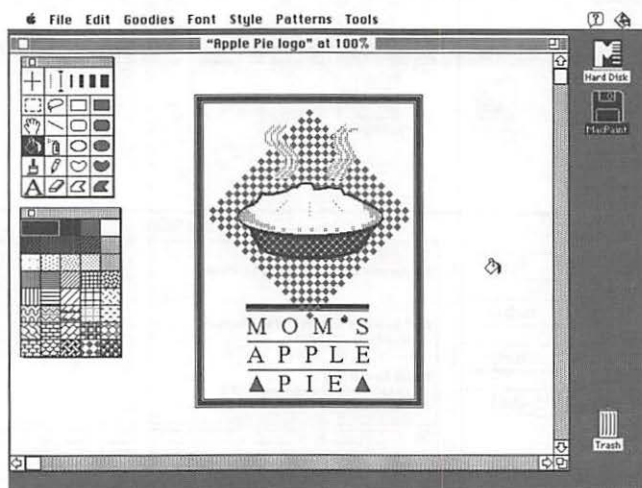 File Edit Goodies Font Style Patterns Tools
"Apple Pie logo" at 100%
Hard Disk
MacPaint
A
MOM'S
APPLE
PIE
Trash